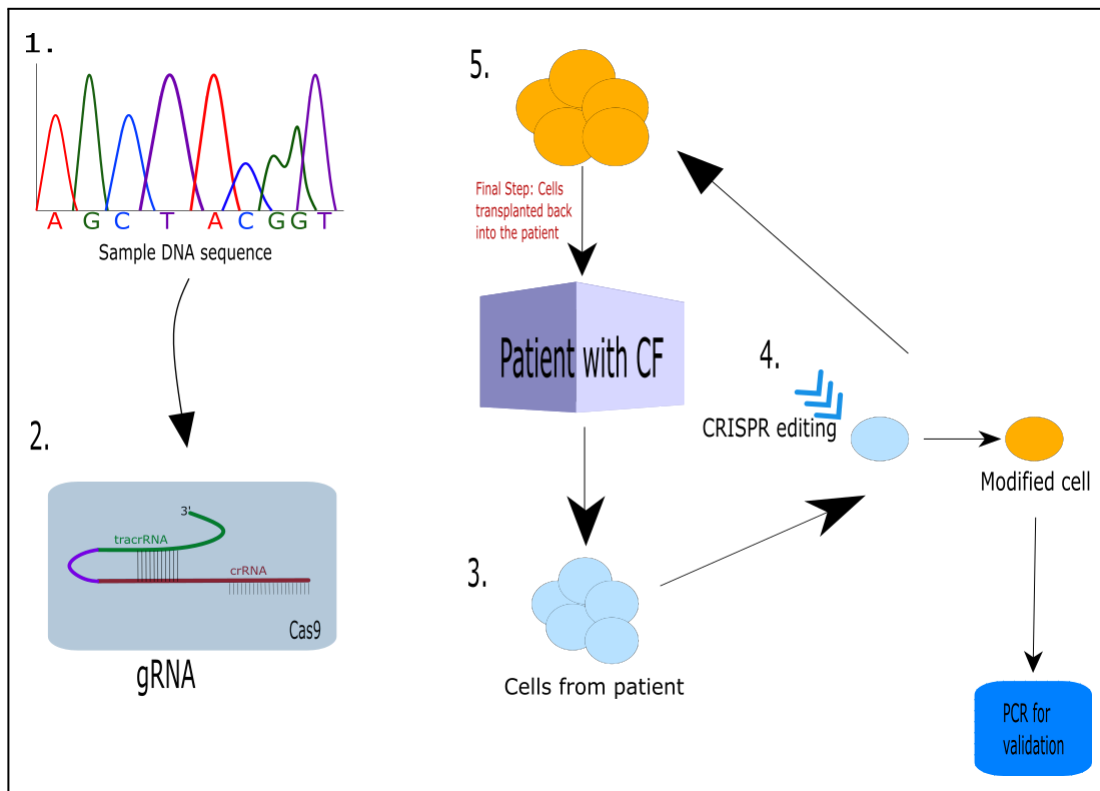 1.
A G C T A C G G T
Sample DNA sequence
2.
3'
tracrRNA
crRNA
Cas9
gRNA
5.
Final Step: Cells
transplanted back
into the patient
Patient with CF
3.
Cells from patient
4.
CRISPR editing
Modified cell
PCR for
validation